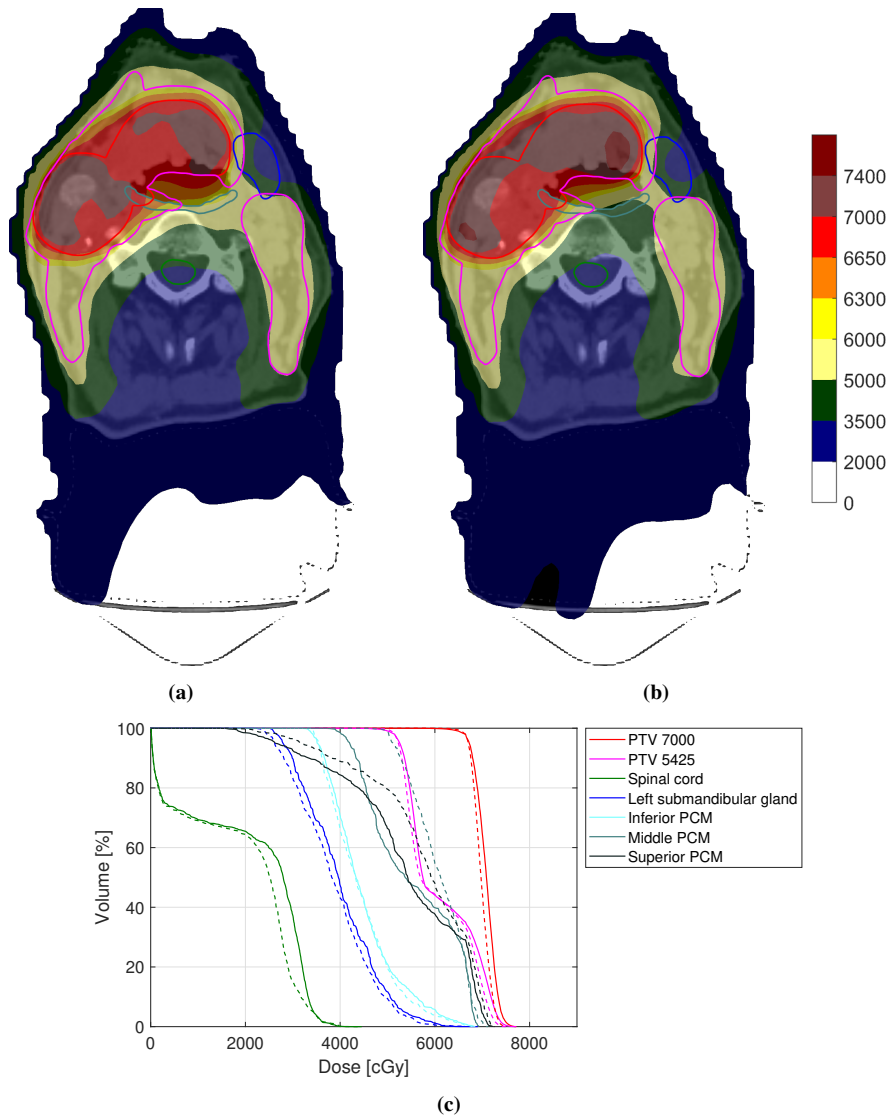 7400
7000
6650
6300
6000
5000
3500
2000
0
(a)
(b)
100
80
60
40
20
0
Volume [%]
0
2000
4000
6000
8000
Dose [cGy]
PTV 7000
PTV 5425
Spinal cord
Left submandibular gland
Inferior PCM
Middle PCM
Superior PCM
(c)